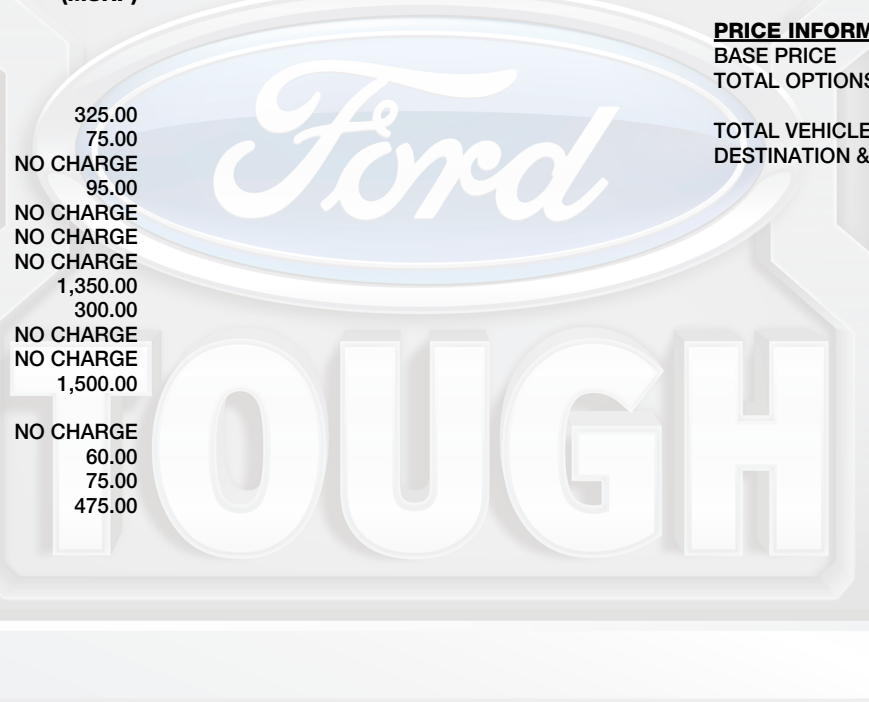 (MSRP)
325.00
75.00
NO CHARGE
95.00
NO CHARGE
NO CHARGE
NO CHARGE
1,350.00
300.00
NO CHARGE
NO CHARGE
1,500.00
NO CHARGE
60.00
75.00
475.00
PRICE INFORM
BASE PRICE
TOTAL OPTIONS
TOTAL VEHICLE
DESTINATION &
Ford
TOUGH